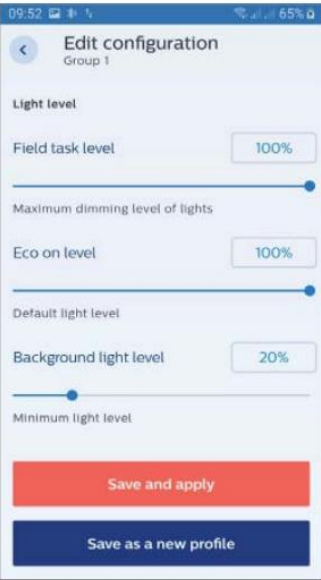 09:52 65%
Edit configuration
Group 1
Light level
Field task level 100%
Maximum dimming level of lights
Eco on level 100%
Default light level
Background light level 20%
Minimum light level
Save and apply
Save as a new profile